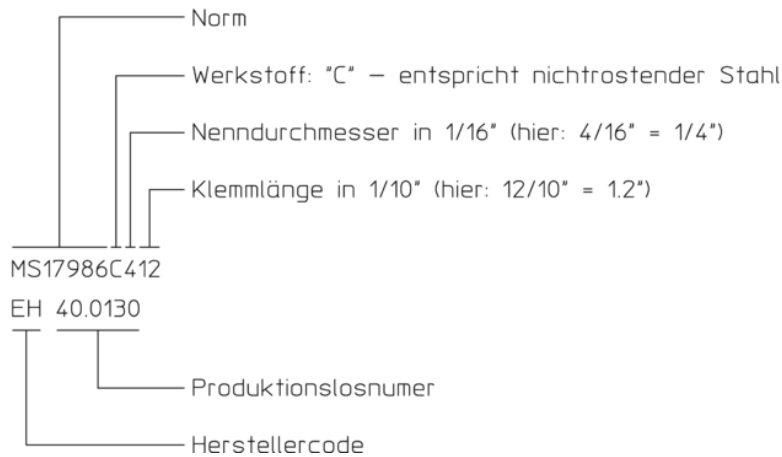 Norm
Werkstoff: "C" – entspricht nichtrostender Stahl
Nenndurchmesser in 1/16" (hier: 4/16" = 1/4")
Klemmlänge in 1/10" (hier: 12/10" = 1.2")
MS17986C412
EH 40.0130
Produktionslosnumer
Herstellercode